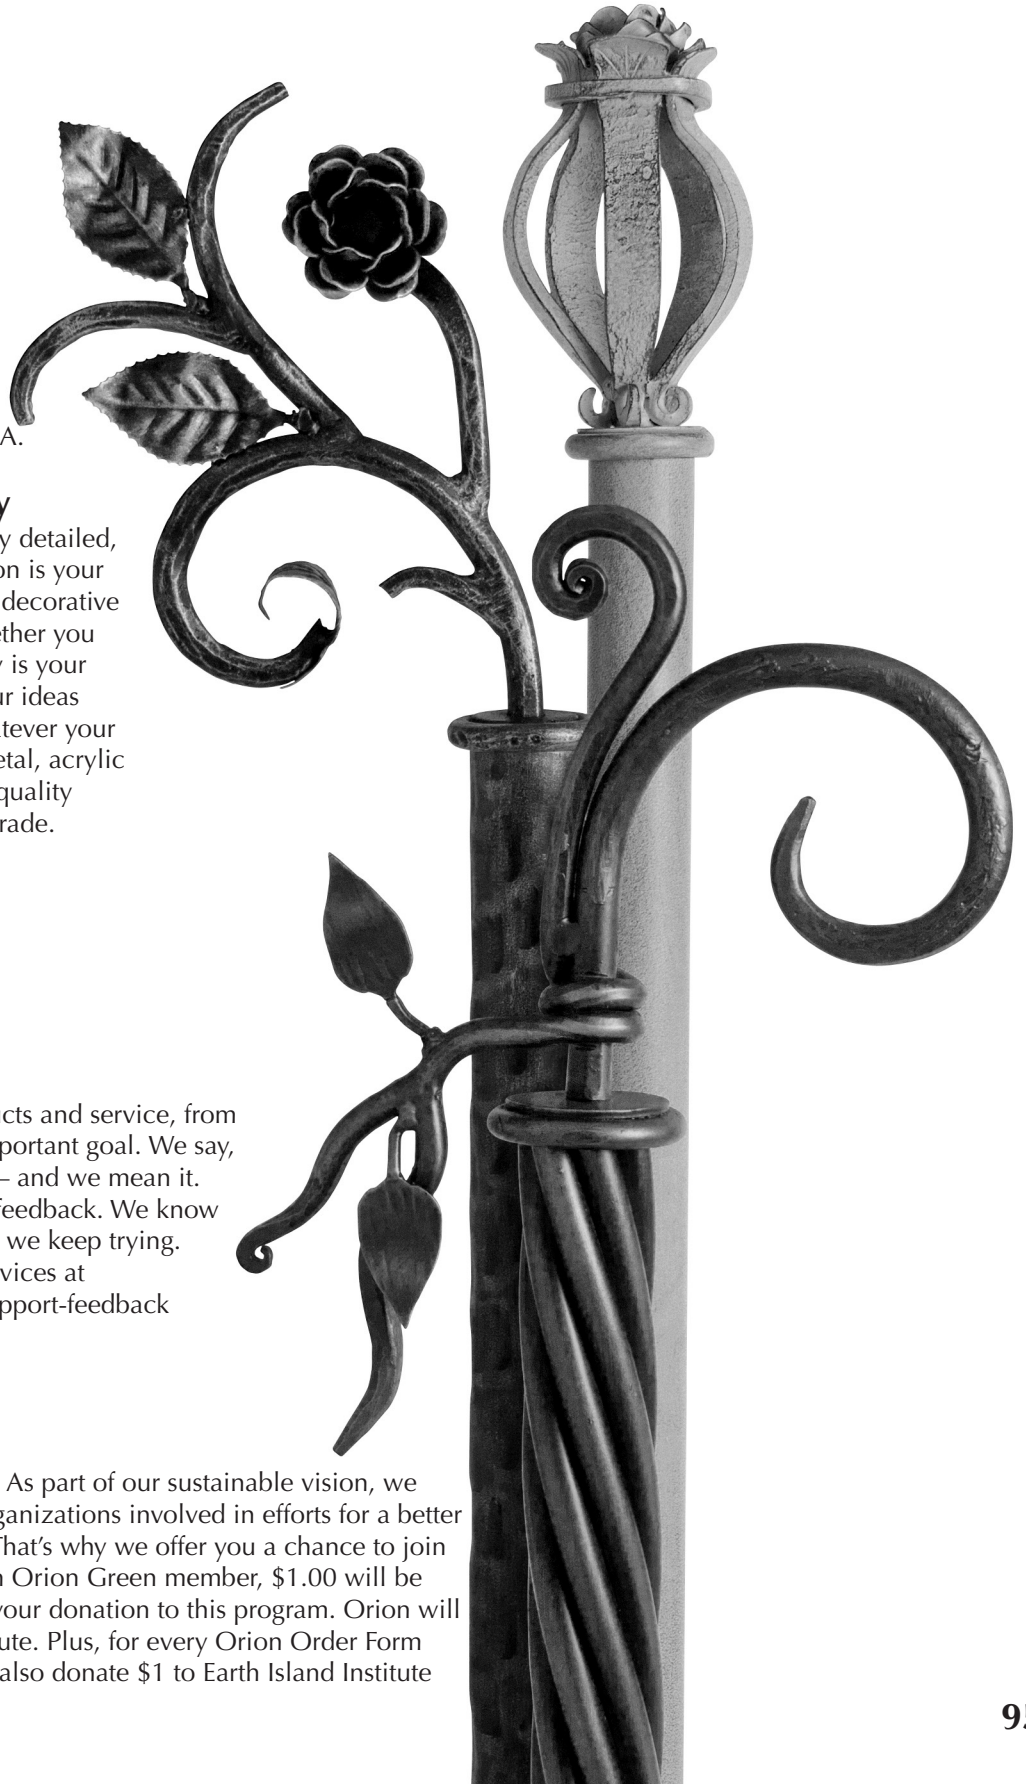 A.
y
y detailed,
on is your
decorative
ether you
y is your
ur ideas
atever your
etal, acrylic
quality
rade.
cts and service, from
portant goal. We say,
– and we mean it.
feedback. We know
we keep trying.
vices at
pport-feedback
As part of our sustainable vision, we
ganizations involved in efforts for a better
That’s why we offer you a chance to join
n Orion Green member, $1.00 will be
your donation to this program. Orion will
ute. Plus, for every Orion Order Form
also donate $1 to Earth Island Institute
95